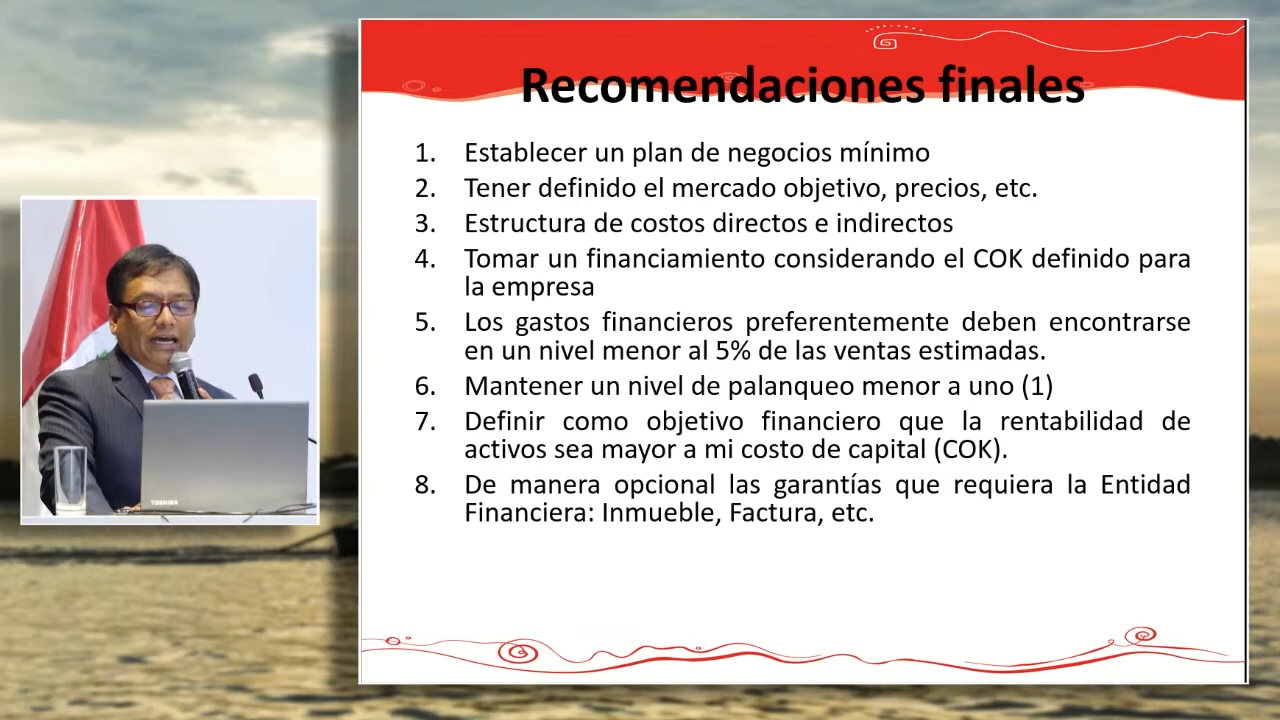 Recomendaciones finales
1. Establecer un plan de negocios mínimo
2. Tener definido el mercado objetivo, precios, etc.
3. Estructura de costos directos e indirectos
4. Tomar un financiamiento considerando el COK definido para
la empresa
5. Los gastos financieros preferentemente deben encontrarse
en un nivel menor al 5% de las ventas estimadas.
6. Mantener un nivel de palanqueo menor a uno (1)
7. Definir como objetivo financiero que la rentabilidad de
activos sea mayor a mi costo de capital (COK).
8. De manera opcional las garantías que requiera la Entidad
Financiera: Inmueble, Factura, etc.
TOSHIBA